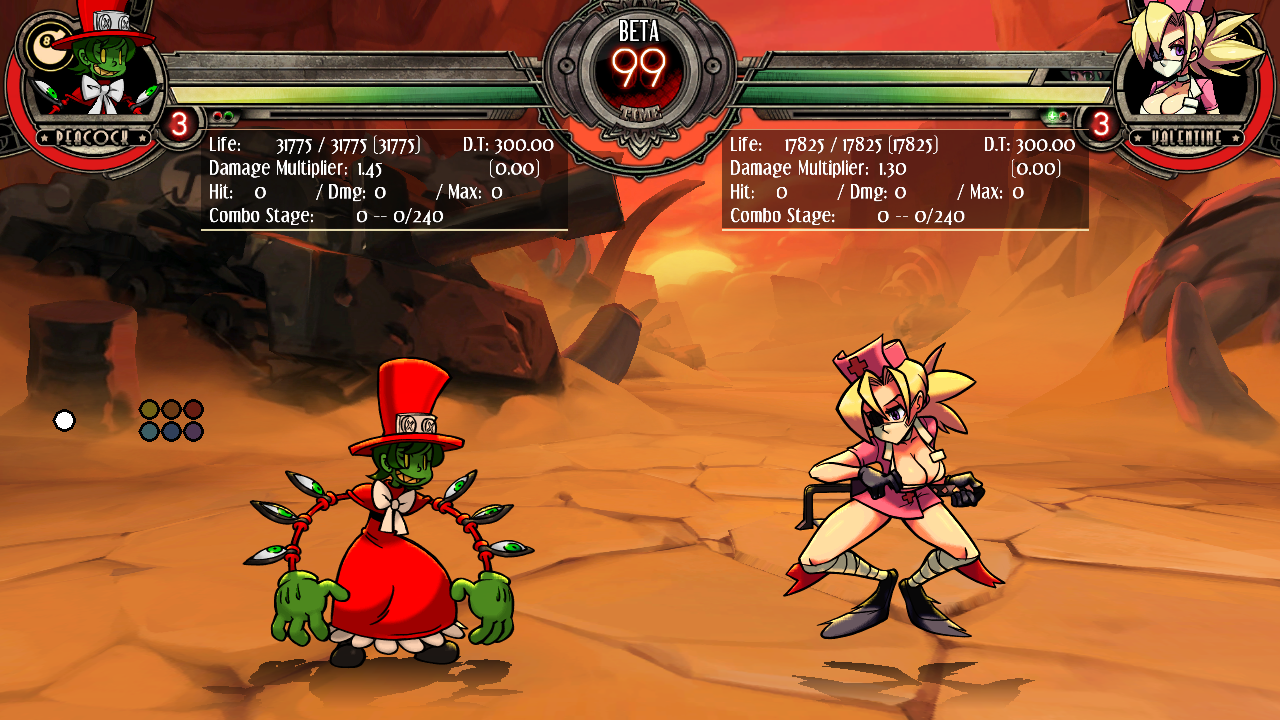 BETA
99
TIME
8
PEACOCK
VALENTINE
3
3
Life: 31775 / 31775 (31775) D.T: 300.00
Damage Multiplier: 1.45 (0.00)
Hit: 0 / Dmg: 0 / Max: 0
Combo Stage: 0 -- 0/240
Life: 17825 / 17825 (17825) D.T: 300.00
Damage Multiplier: 1.30 (0.00)
Hit: 0 / Dmg: 0 / Max: 0
Combo Stage: 0 -- 0/240